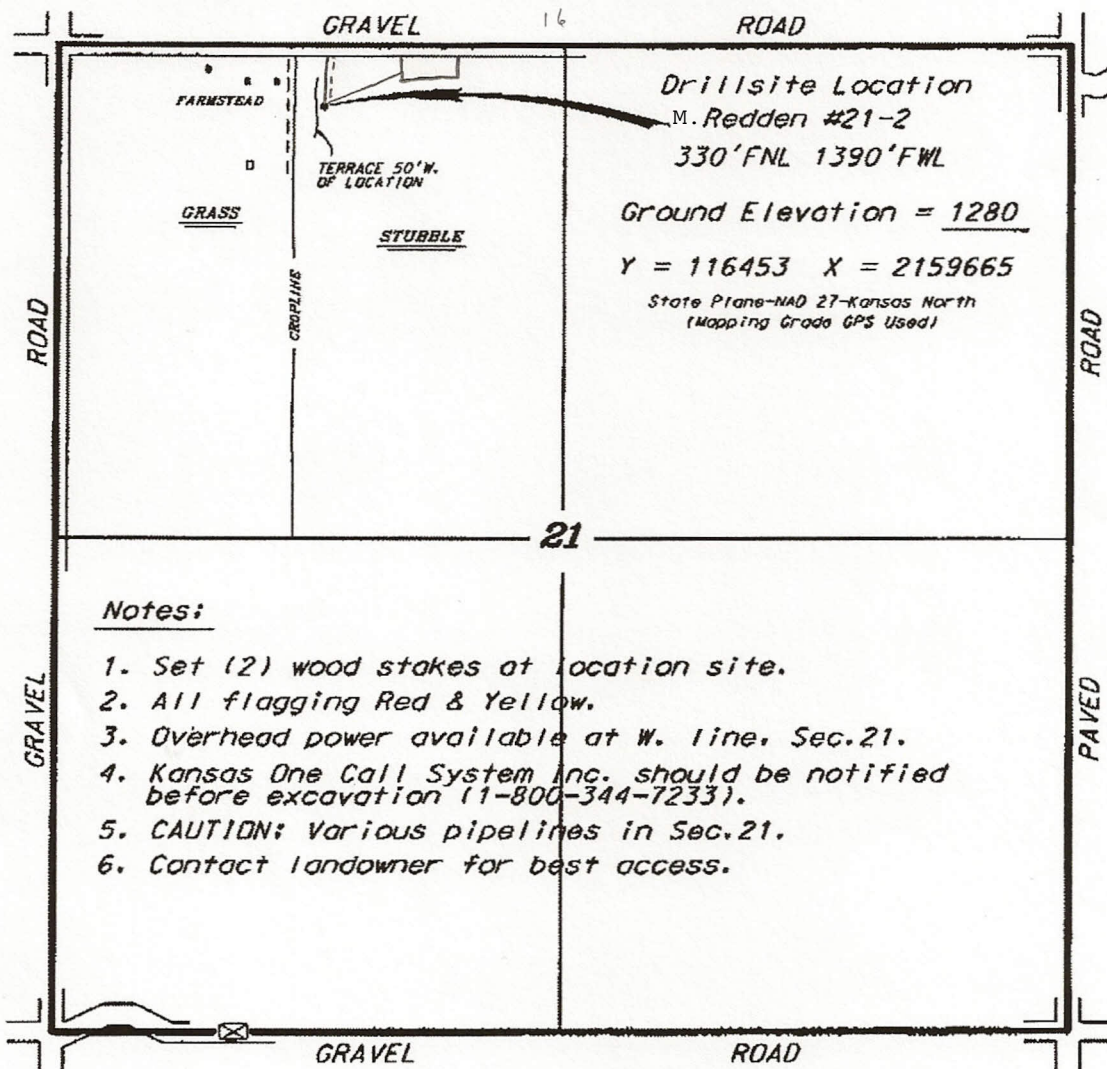 GRAVEL 16 ROAD
Drillsite Location
M. Redden #21-2
330'FNL 1390'FWL
Ground Elevation = 1280
Y = 116453 X = 2159665
State Plane-NAD 27-Kansas North
(Mapping Grade GPS Used)
FARMSTEAD
TERRACE 50'W.
OF LOCATION
GRASS
STUBBLE
CROPLINE
ROAD
ROAD
21
Notes:
1. Set (2) wood stakes at location site.
2. All flagging Red & Yellow.
3. Overhead power available at W. line. Sec.21.
4. Kansas One Call System Inc. should be notified
before excavation (1-800-344-7233).
5. CAUTION: Various pipelines in Sec.21.
6. Contact landowner for best access.
GRAVEL
PAVED
GRAVEL ROAD